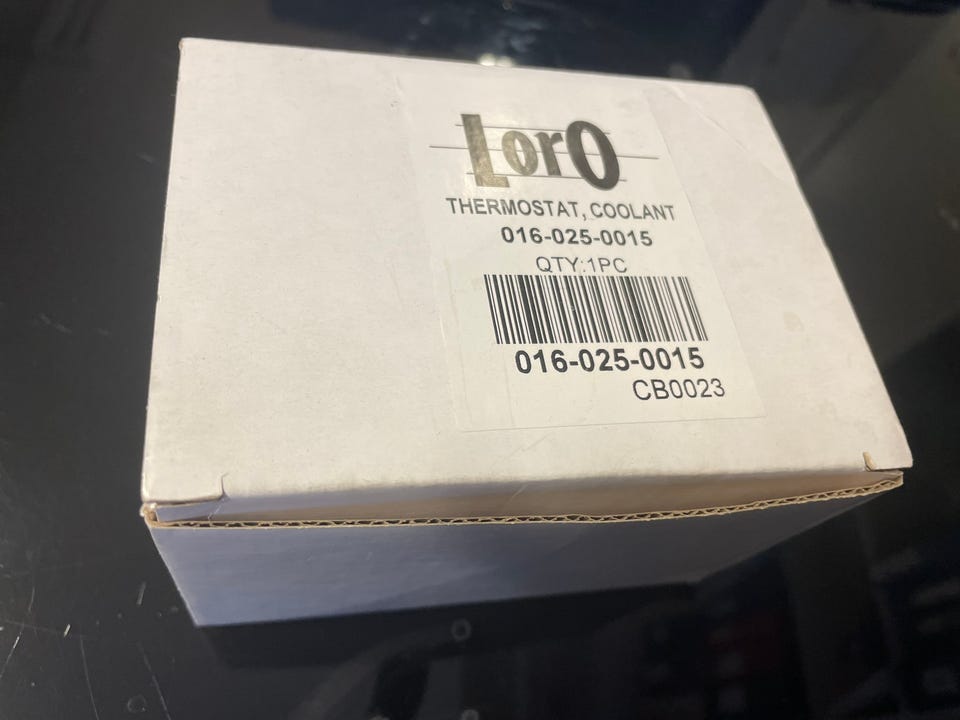 LorO
THERMOSTAT, COOLANT
016-025-0015
QTY:1PC
016-025-0015
CB0023